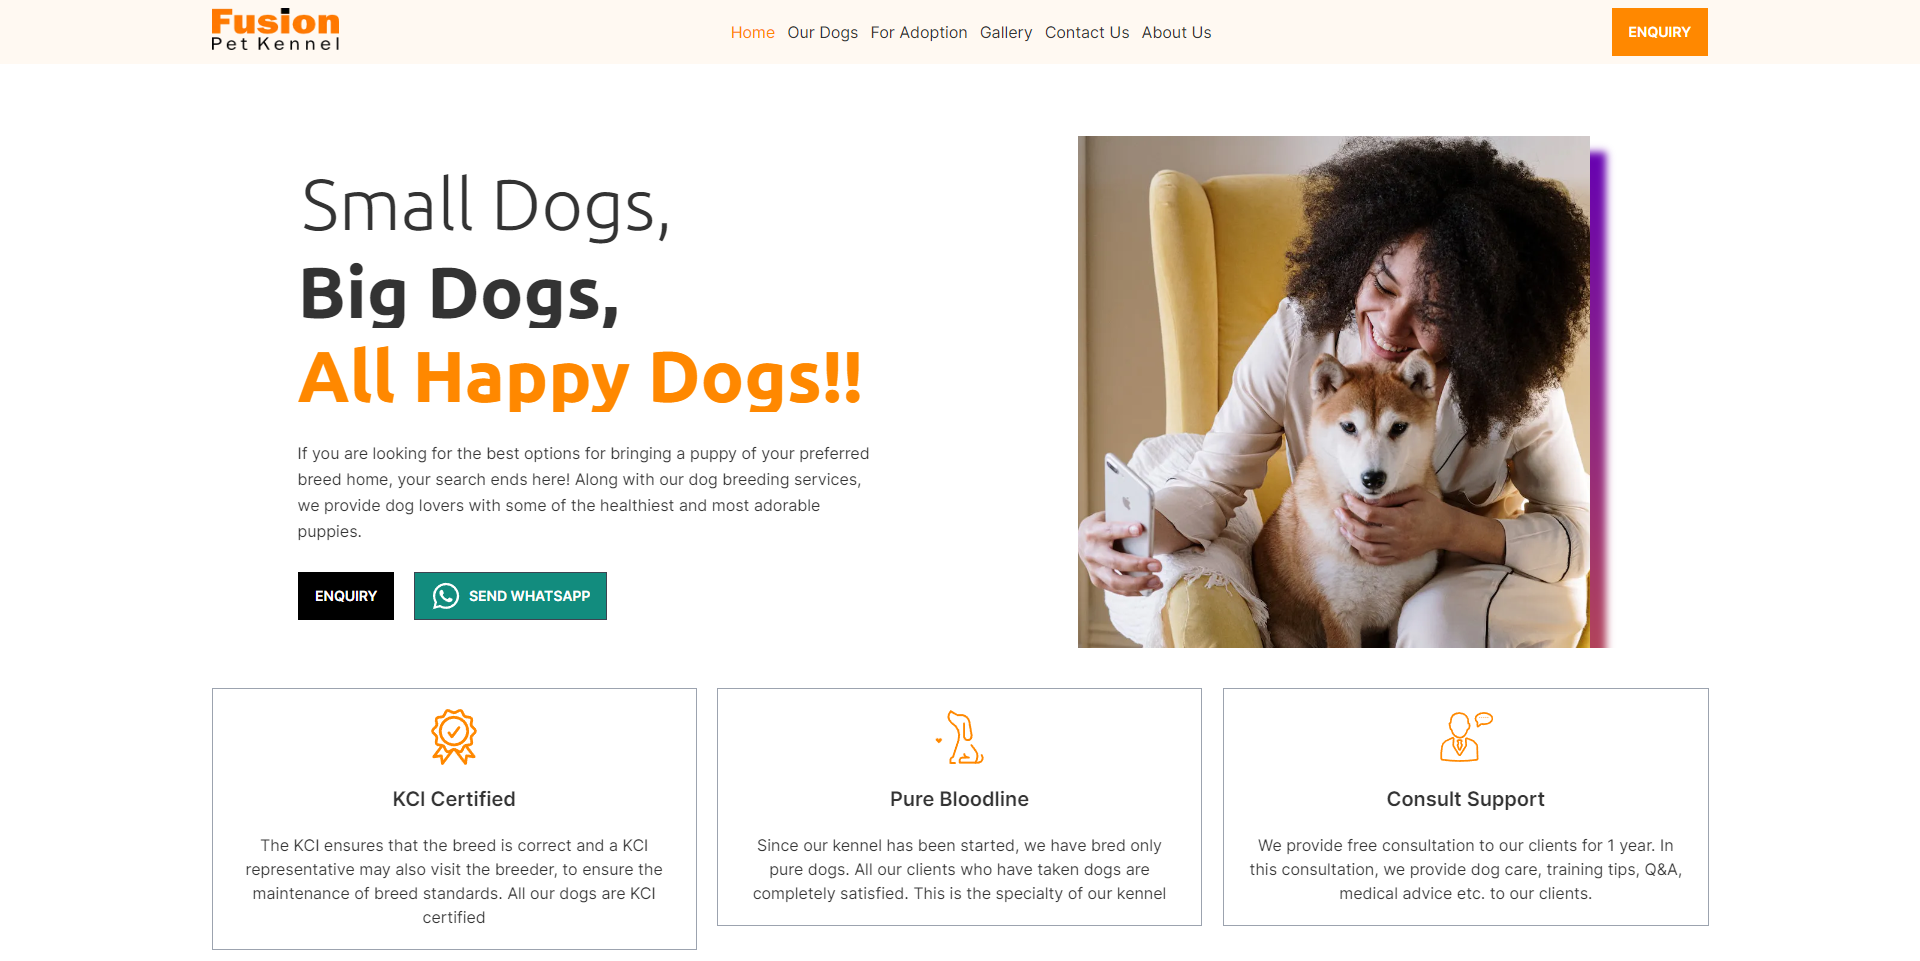 Fusion
Pet Kennel
Home Our Dogs For Adoption Gallery Contact Us About Us
ENQUIRY
Small Dogs,
Big Dogs,
All Happy Dogs!!
If you are looking for the best options for bringing a puppy of your preferred
breed home, your search ends here! Along with our dog breeding services,
we provide dog lovers with some of the healthiest and most adorable
puppies.
ENQUIRY
SEND WHATSAPP
KCI Certified
The KCI ensures that the breed is correct and a KCI
representative may also visit the breeder, to ensure the
maintenance of breed standards. All our dogs are KCI
certified
Pure Bloodline
Since our kennel has been started, we have bred only
pure dogs. All our clients who have taken dogs are
completely satisfied. This is the specialty of our kennel
Consult Support
We provide free consultation to our clients for 1 year. In
this consultation, we provide dog care, training tips, Q&A,
medical advice etc. to our clients.